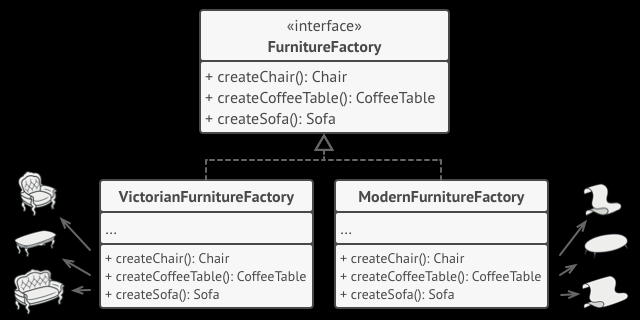 «interface»
FurnitureFactory
+ createChair(): Chair
+ createCoffeeTable(): CoffeeTable
+ createSofa(): Sofa
VictorianFurnitureFactory
...
+ createChair(): Chair
+ createCoffeeTable(): CoffeeTable
+ createSofa(): Sofa
ModernFurnitureFactory
...
+ createChair(): Chair
+ createCoffeeTable(): CoffeeTable
+ createSofa(): Sofa